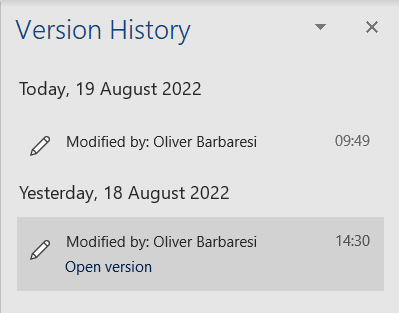 Version History
Today, 19 August 2022
Modified by: Oliver Barbaresi 09:49
Yesterday, 18 August 2022
Modified by: Oliver Barbaresi 14:30
Open version